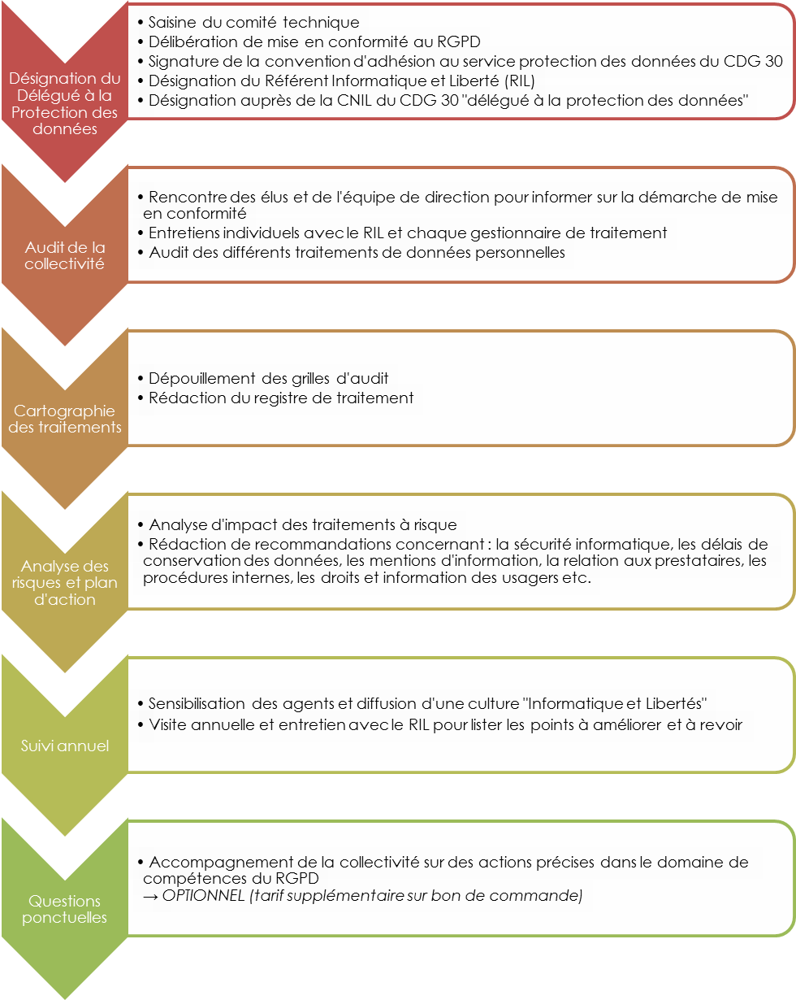 Désignation du
Délégué à la
Protection des
données
• Saisine du comité technique
• Délibération de mise en conformité au RGPD
• Signature de la convention d'adhésion au service protection des données du CDG 30
• Désignation du Référent Informatique et Liberté (RIL)
• Désignation auprès de la CNIL du CDG 30 "délégué à la protection des données"
Audit de la
collectivité
• Rencontre des élus et de l'équipe de direction pour informer sur la démarche de mise
en conformité
• Entretiens individuels avec le RIL et chaque gestionnaire de traitement
• Audit des différents traitements de données personnelles
Cartographie
des traitements
• Dépouillement des grilles d'audit
• Rédaction du registre de traitement
Analyse des
risques et plan
d'action
• Analyse d'impact des traitements à risque
• Rédaction de recommandations concernant : la sécurité informatique, les délais de
conservation des données, les mentions d'information, la relation aux prestataires, les
procédures internes, les droits et information des usagers etc.
Suivi annuel
• Sensibilisation des agents et diffusion d'une culture "Informatique et Libertés"
• Visite annuelle et entretien avec le RIL pour lister les points à améliorer et à revoir
Questions
ponctuelles
• Accompagnement de la collectivité sur des actions précises dans le domaine de
compétences du RGPD
→ OPTIONNEL (tarif supplémentaire sur bon de commande)